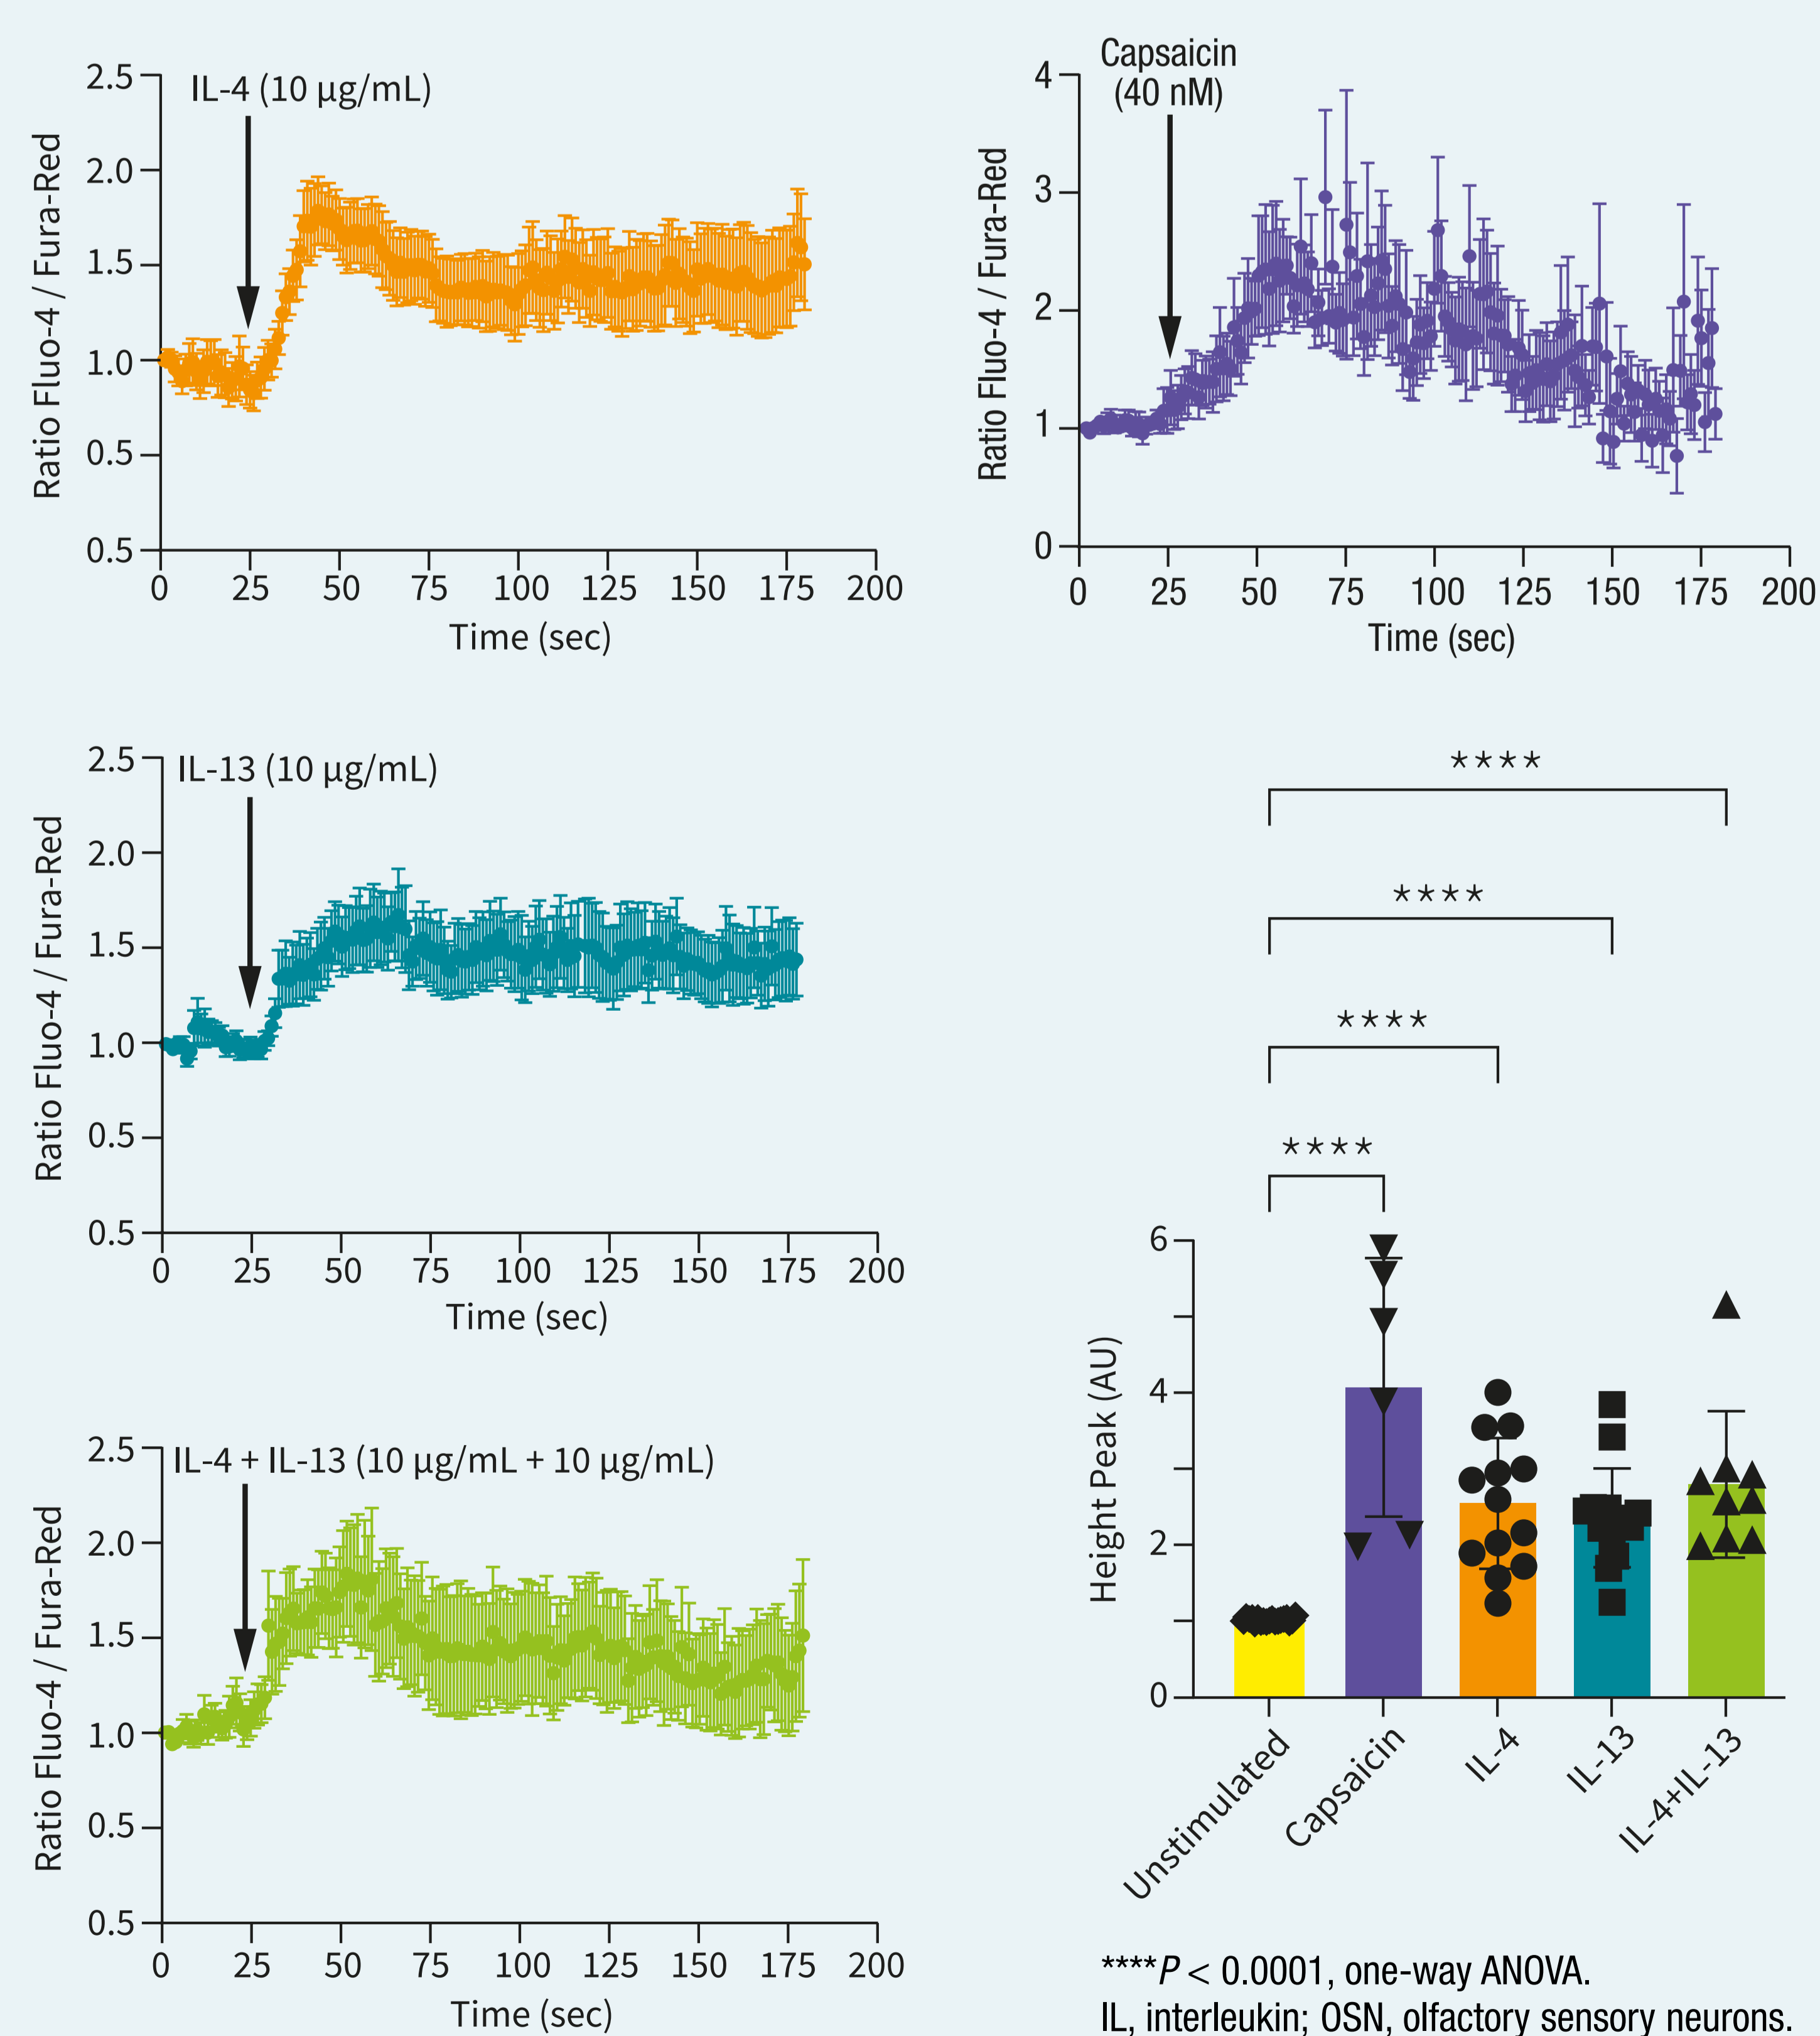 IL-4 (10 µg/mL)
2.5
2.0
1.5
1.0
0.5
0.5
Ratio Fluo-4 / Fura-Red
0 25 50 75 100 125 150 175 200
Time (sec)
Capsaicin
(40 nM)
4
3
2
1
0
Ratio Fluo-4 / Fura-Red
0 25 50 75 100 125 150 175 200
Time (sec)
IL-13 (10 µg/mL)
2.5
2.0
1.5
1.0
0.5
0.5
Ratio Fluo-4 / Fura-Red
0 25 50 75 100 125 150 175 200
Time (sec)
IL-4 + IL-13 (10 µg/mL + 10 µg/mL)
2.5
2.0
1.5
1.0
0.5
0.5
Ratio Fluo-4 / Fura-Red
0 25 50 75 100 125 150 175 200
Time (sec)
****
****
****
****
6
4
2
0
Height Peak (AU)
Unstimulated
Capsaicin
IL-4
IL-13
IL-4+IL-13
****P < 0.0001, one-way ANOVA.
IL, interleukin; OSN, olfactory sensory neurons.